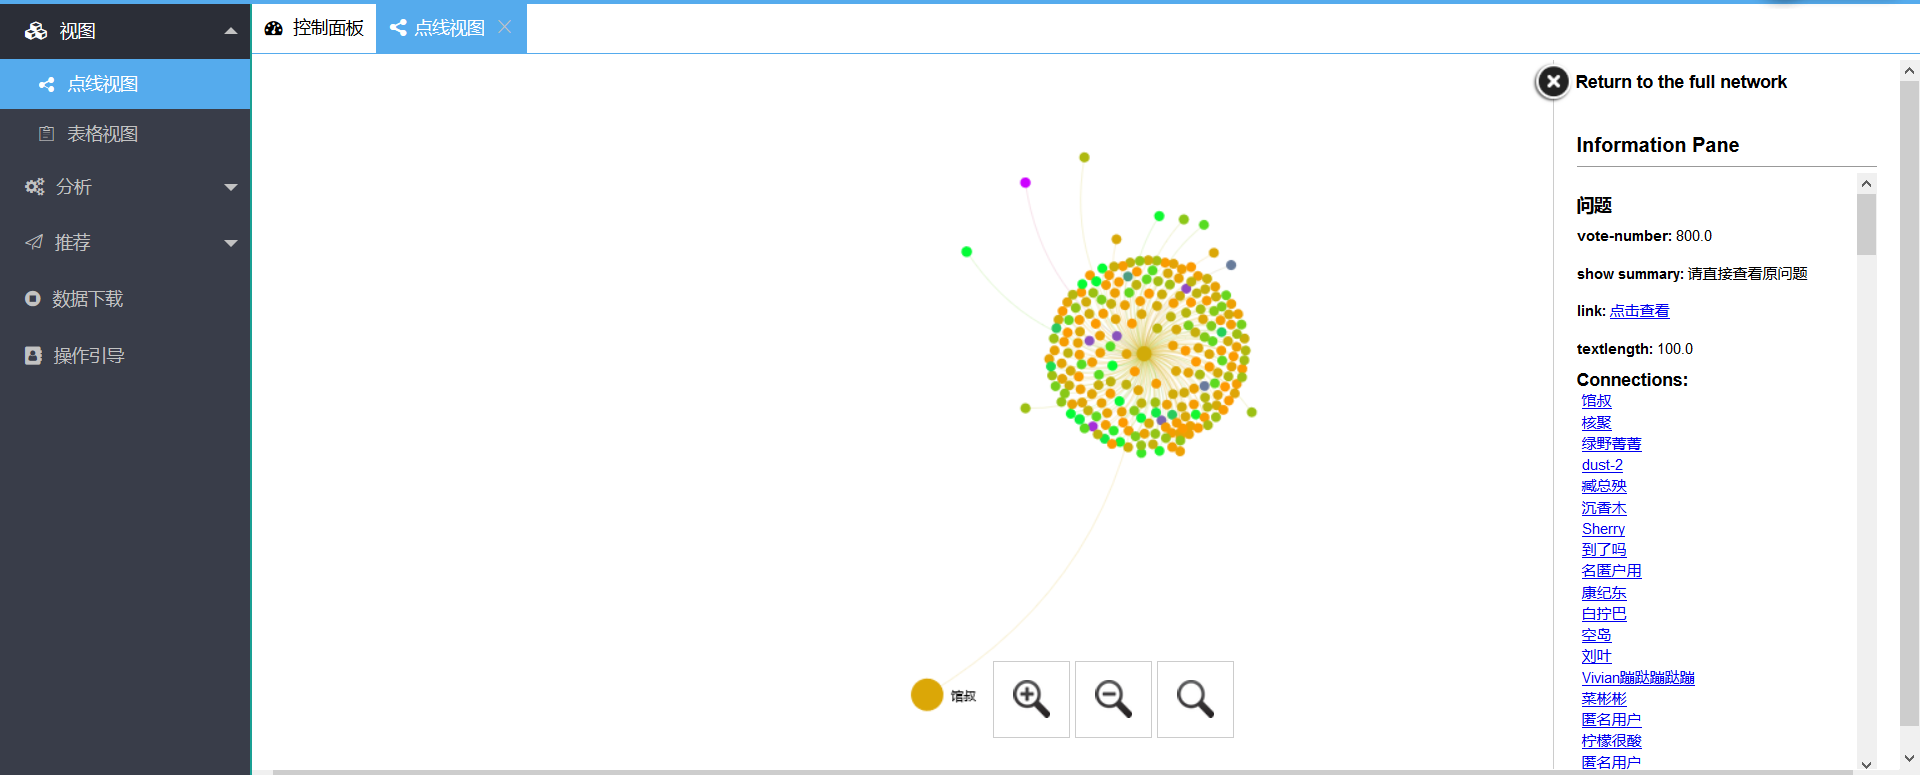 视图
点线视图
表格视图
分析
推荐
数据下载
操作引导
控制面板
点线视图
馆叔
Return to the full network
Information Pane
问题
vote-number: 800.0
show summary: 请直接查看原问题
link: 点击查看
textlength: 100.0
Connections:
馆叔
核聚
绿野菁菁
dust-2
臧总殃
沉香木
Sherry
到了吗
名匿户用
康纪东
白拧巴
空岛
刘叶
Vivian蹦跶蹦跶蹦
菜彬彬
匿名用户
柠檬很酸
匿名用户